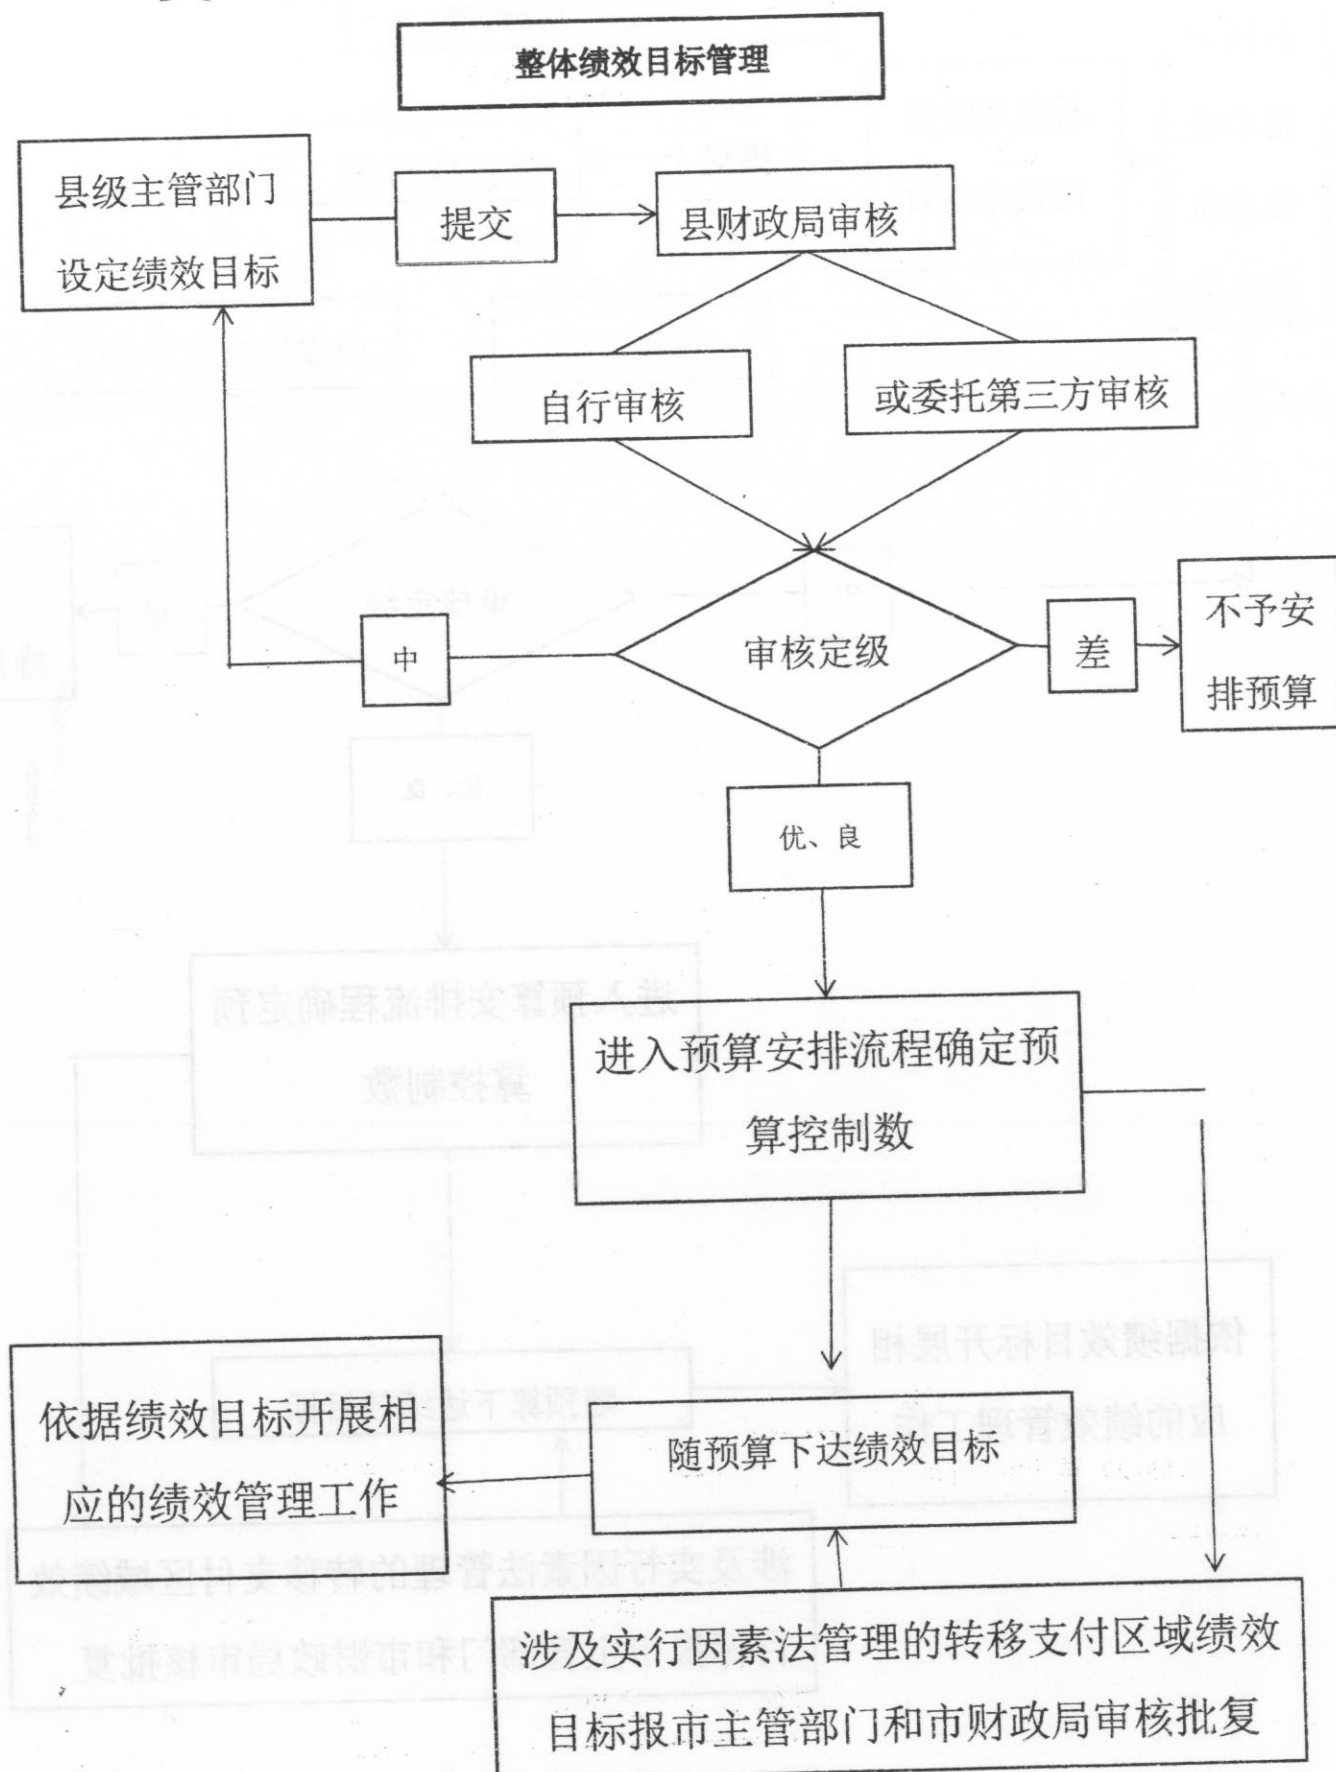 整体绩效目标管理
县级主管部门
设定绩效目标
提交
县财政局审核
自行审核
或委托第三方审核
审核定级
中
差
不予安
排预算
优、良
进入预算安排流程确定预
算控制数
依据绩效目标开展相
应的绩效管理工作
随预算下达绩效目标
涉及实行因素法管理的转移支付区域绩效
目标报市主管部门和市财政局审核批复